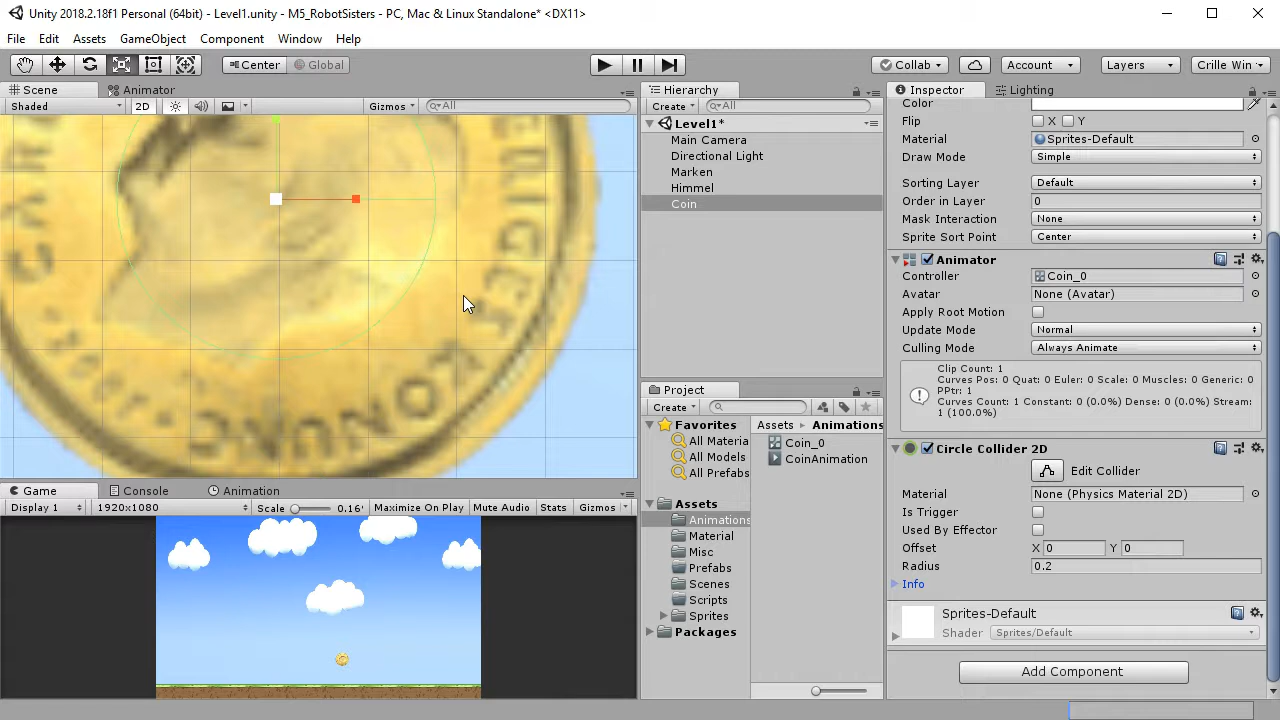 Unity 2018.2.18f1 Personal (64bit) - Level1.unity - M5_RobotSisters - PC, Mac & Linux Standalone* <DX11>
File Edit Assets GameObject Component Window Help
Center Global Collab Account Layers Crille Win
Scene Animator
Shaded 2D Gizmos All
Hierarchy
Create All
Level1*
Main Camera
Directional Light
Marken
Himmel
Coin
Project
Create
Assets Animations
Favorites
All Materia
All Models
All Prefabs
Assets
Animations
Material
Misc
Prefabs
Scenes
Scripts
Sprites
Packages
Coin_0
CoinAnimation
Game Console Animation
Display 1 1920x1080 Scale 0.16 Maximize On Play Mute Audio Stats Gizmos
Inspector Lighting
Color
Flip X Y
Material Sprites-Default
Draw Mode Simple
Sorting Layer Default
Order in Layer 0
Mask Interaction None
Sprite Sort Point Center
Animator
Controller Coin_0
Avatar None (Avatar)
Apply Root Motion
Update Mode Normal
Culling Mode Always Animate
Clip Count: 1
Curves Pos: 0 Quat: 0 Euler: 0 Scale: 0 Muscles: 0 Generic: 0
PPtr: 1
Curves Count: 1 Constant: 0 (0.0%) Dense: 0 (0.0%) Stream:
1 (100.0%)
Circle Collider 2D
Edit Collider
Material None (Physics Material 2D)
Is Trigger
Used By Effector
Offset X 0 Y 0
Radius 0.2
Info
Sprites-Default
Shader Sprites/Default
Add Component